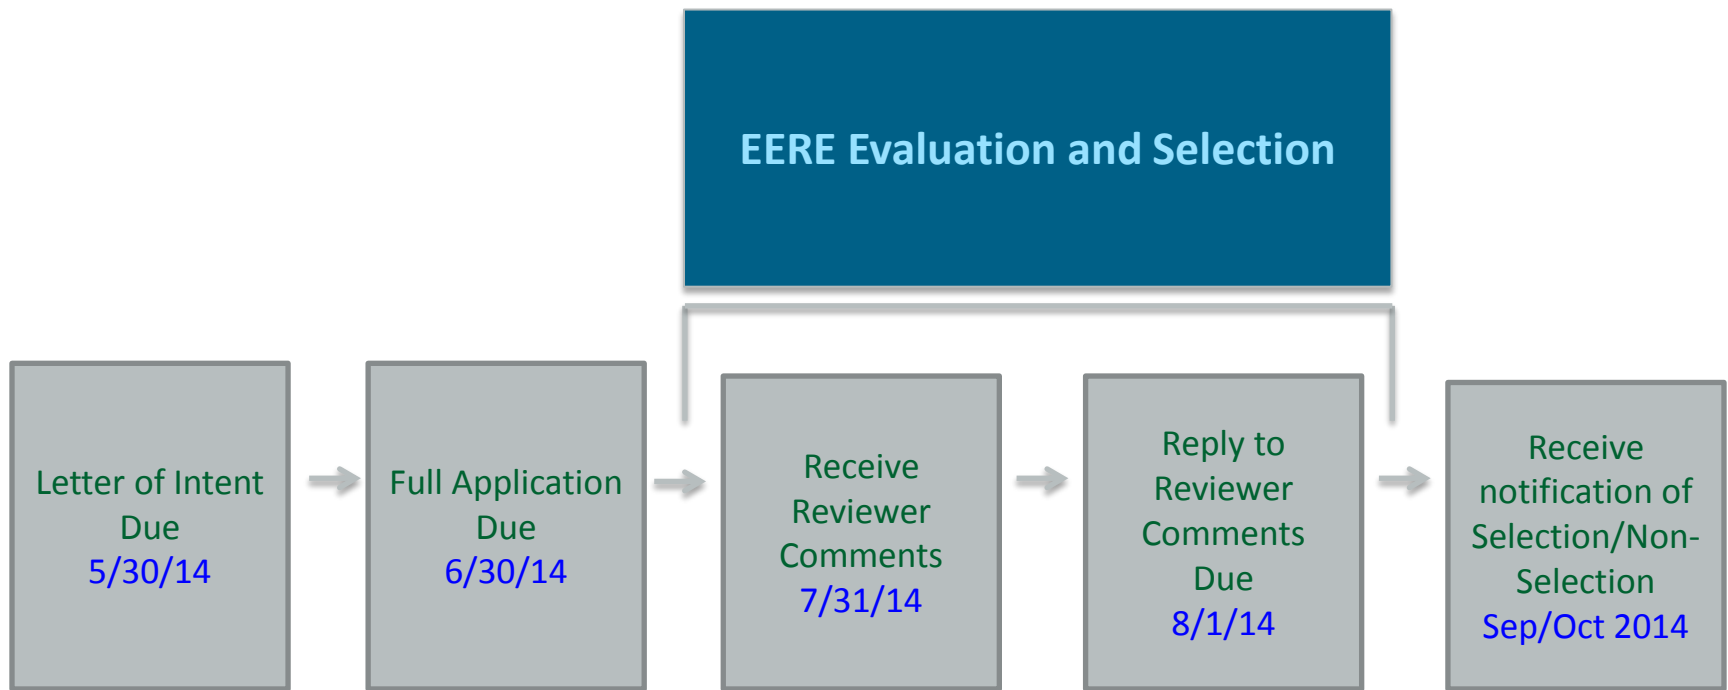 EERE Evaluation and Selection
Letter of Intent
Due
5/30/14
Full Application
Due
6/30/14
Receive
Reviewer
Comments
7/31/14
Reply to
Reviewer
Comments
Due
8/1/14
Receive
notification of
Selection/Non-
Selection
Sep/Oct 2014